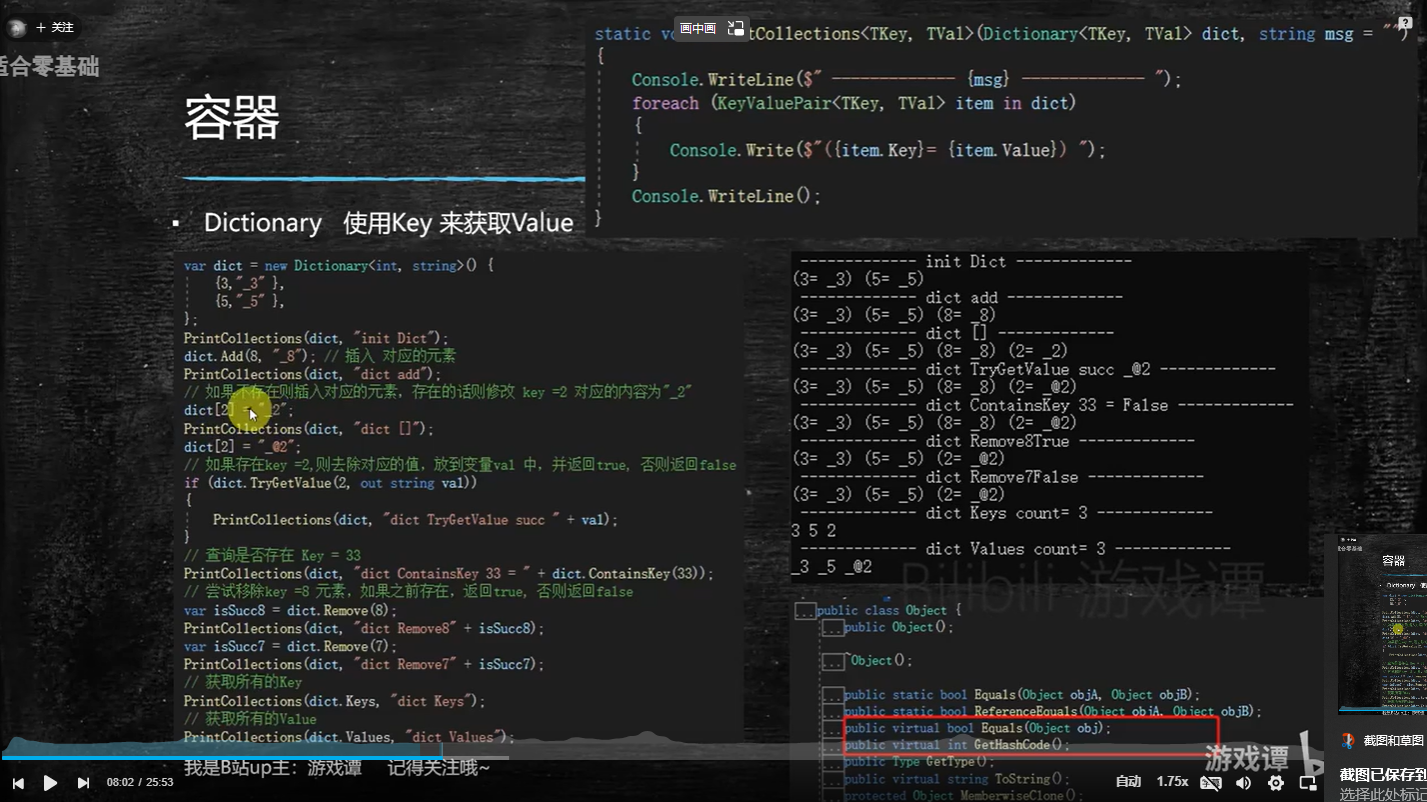 + 关注
画中画
适合零基础
容器
Dictionary 使用Key 来获取Value
static v
tCollections<TKey, TVal>(Dictionary<TKey, TVal> dict, string msg = "")
{
Console.WriteLine($" ------------- {msg} ------------- ");
foreach (KeyValuePair<TKey, TVal> item in dict)
{
Console.Write($"({item.Key}= {item.Value}) ");
}
Console.WriteLine();
}
var dict = new Dictionary<int, string>() {
{3,"_3" },
{5,"_5" },
};
PrintCollections(dict, "init Dict");
dict.Add(8, "_8"); // 插入 对应的元素
PrintCollections(dict, "dict add");
// 如果不存在则插入对应的元素，存在的话则修改 key =2 对应的内容为"_2"
dict[2] = "_2";
PrintCollections(dict, "dict []");
dict[2] = "_@2";
// 如果存在key =2,则去除对应的值，放到变量val 中，并返回true, 否则返回false
if (dict.TryGetValue(2, out string val))
{
PrintCollections(dict, "dict TryGetValue succ " + val);
}
// 查询是否存在 Key = 33
PrintCollections(dict, "dict ContainsKey 33 = " + dict.ContainsKey(33));
// 尝试移除key =8 元素，如果之前存在，返回true, 否则返回false
var isSucc8 = dict.Remove(8);
PrintCollections(dict, "dict Remove8" + isSucc8);
var isSucc7 = dict.Remove(7);
PrintCollections(dict, "dict Remove7" + isSucc7);
// 获取所有的Key
PrintCollections(dict.Keys, "dict Keys");
// 获取所有的Value
PrintCollections(dict.Values, "dict Values");
------------- init Dict -------------
(3= _3) (5= _5)
------------- dict add -------------
(3= _3) (5= _5) (8= _8)
------------- dict [] -------------
(3= _3) (5= _5) (8= _8) (2= _2)
------------- dict TryGetValue succ _@2 -------------
(3= _3) (5= _5) (8= _8) (2= _@2)
------------- dict ContainsKey 33 = False -------------
(3= _3) (5= _5) (8= _8) (2= _@2)
------------- dict Remove8True -------------
(3= _3) (5= _5) (2= _@2)
------------- dict Remove7False -------------
(3= _3) (5= _5) (2= _@2)
------------- dict Keys count= 3 -------------
3 5 2
------------- dict Values count= 3 -------------
_3 _5 _@2
Bilibili 游戏谭
public class Object {
public Object();
~Object();
public static bool Equals(Object objA, Object objB);
public static bool ReferenceEquals(Object objA, Object objB);
public virtual bool Equals(Object obj);
public virtual int GetHashCode();
public Type GetType();
public virtual string ToString();
protected Object MemberwiseClone();
游戏谭
我是B站up主：游戏谭 记得关注哦~
08:02 / 25:53
自动
1.75x
容器
截图和草图
截图已保存到
选择此处标记